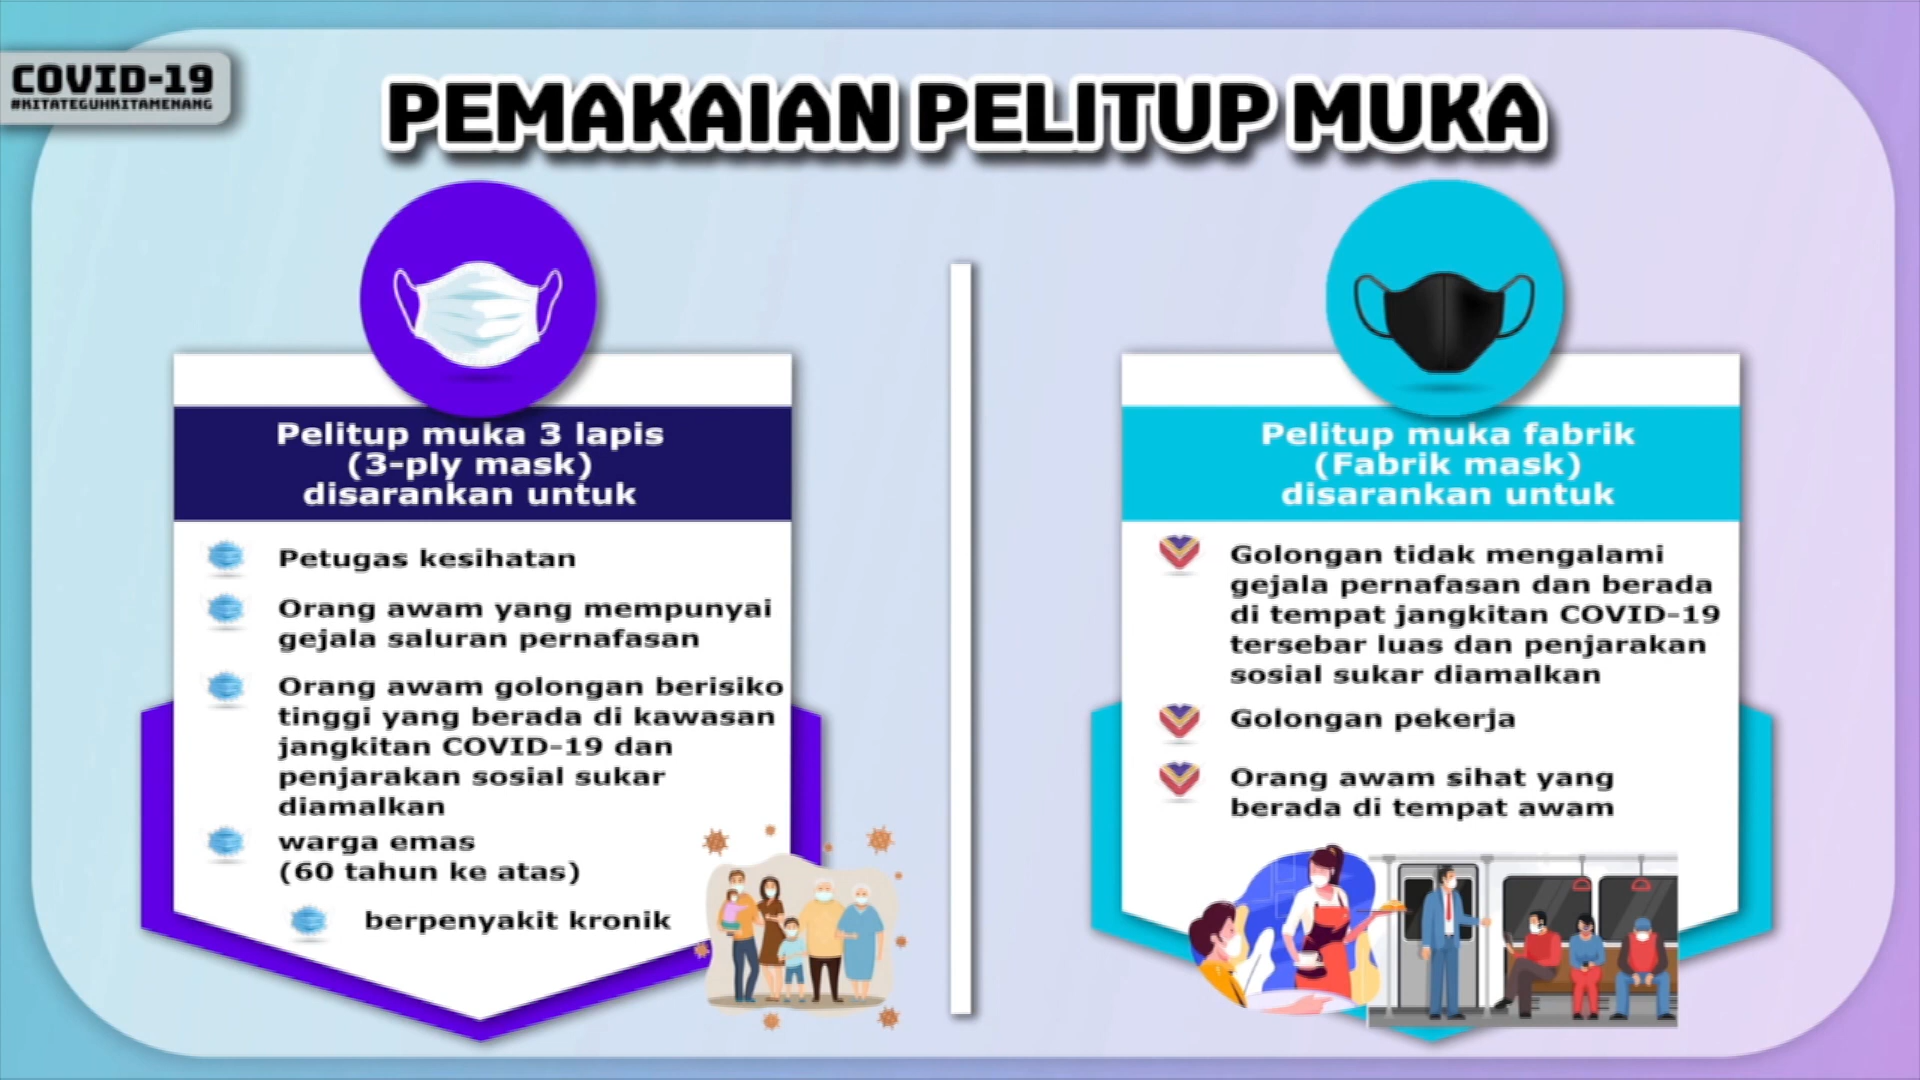 COVID-19
#KITATEGUHKITAMENANG
PEMAKAIAN PELITUP MUKA
Pelitup muka 3 lapis
(3-ply mask)
disarankan untuk
Petugas kesihatan
Orang awam yang mempunyai
gejala saluran pernafasan
Orang awam golongan berisiko
tinggi yang berada di kawasan
jangkitan COVID-19 dan
penjarakan sosial sukar
diamalkan
warga emas
(60 tahun ke atas)
berpenyakit kronik
Pelitup muka fabrik
(Fabrik mask)
disarankan untuk
Golongan tidak mengalami
gejala pernafasan dan berada
di tempat jangkitan COVID-19
tersebar luas dan penjarakan
sosial sukar diamalkan
Golongan pekerja
Orang awam sihat yang
berada di tempat awam